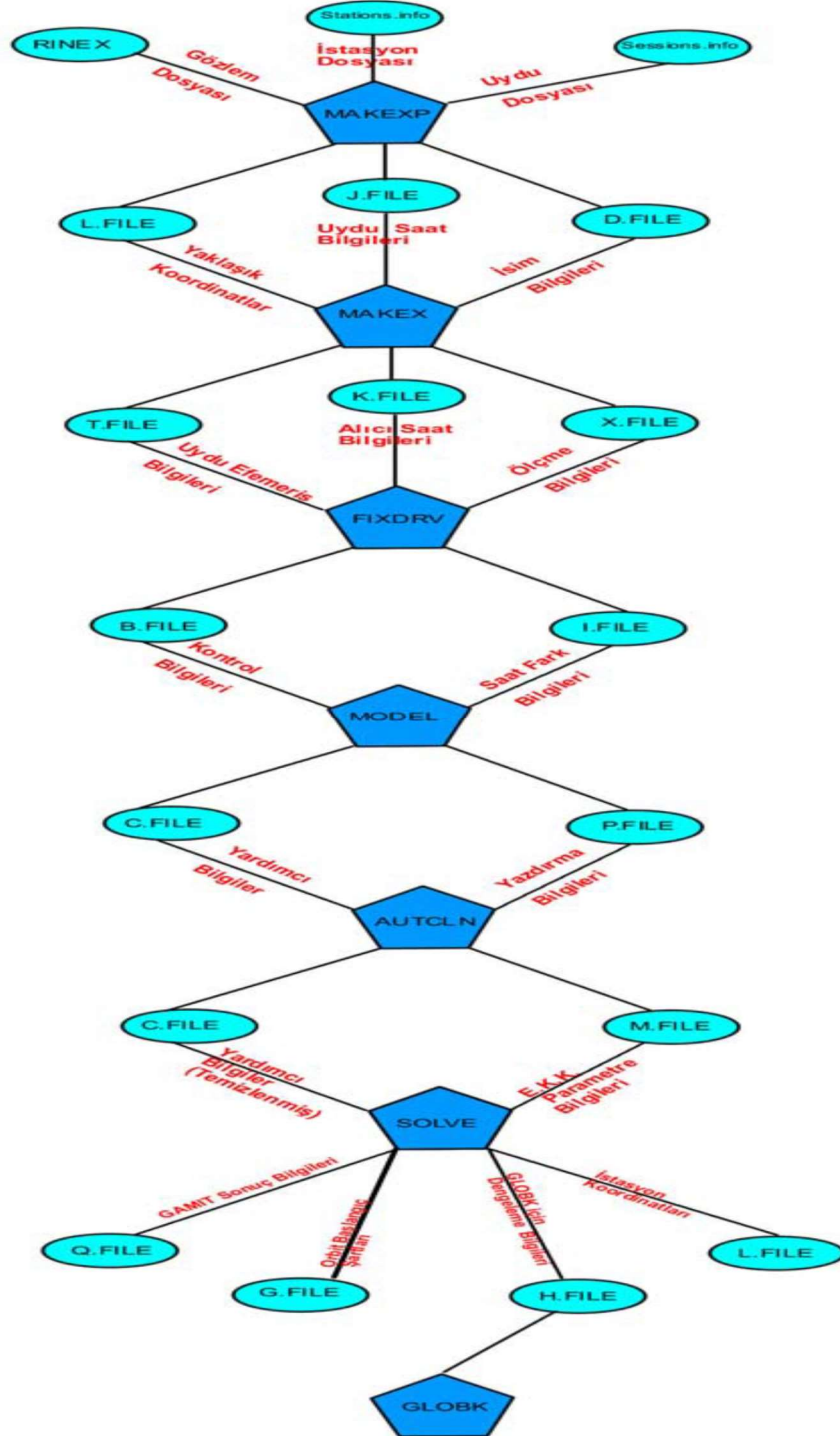 Stations.info
RINEX
Sessions.info
Gözlem
Dosyası
İstasyon
Dosyası
Uydu
Dosyası
MAKEXP
J.FILE
L.FILE
D.FILE
Yaklaşık
Koordinatlar
Uydu Saat
Bilgileri
İsim
Bilgileri
MAKEX
K.FILE
T.FILE
X.FILE
Uydu Efemeris
Bilgileri
Alıcı Saat
Bilgileri
Ölçme
Bilgileri
FIXDRV
B.FILE
I.FILE
Kontrol
Bilgileri
Saat Fark
Bilgileri
MODEL
C.FILE
P.FILE
Yardımcı
Bilgiler
Yazdırma
Bilgileri
AUTCLN
C.FILE
M.FILE
Yardımcı
Bilgiler
(Temizlenmiş)
E.K.K.
Parametre
Bilgileri
SOLVE
GAMIT Sonuç Bilgileri
Orbit Başlangıç
Şartları
GLOBK için
Dengeleme Bilgileri
İstasyon
Koordinatları
Q.FILE
L.FILE
G.FILE
H.FILE
GLOBK